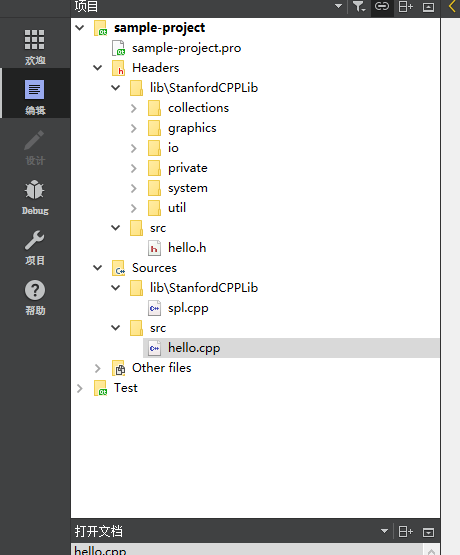 项目
sample-project
sample-project.pro
Headers
lib\StanfordCPPLib
collections
graphics
io
private
system
util
src
hello.h
Sources
lib\StanfordCPPLib
spl.cpp
src
hello.cpp
Other files
Test
欢迎
编辑
设计
Debug
项目
帮助
打开文档
hello.cpp